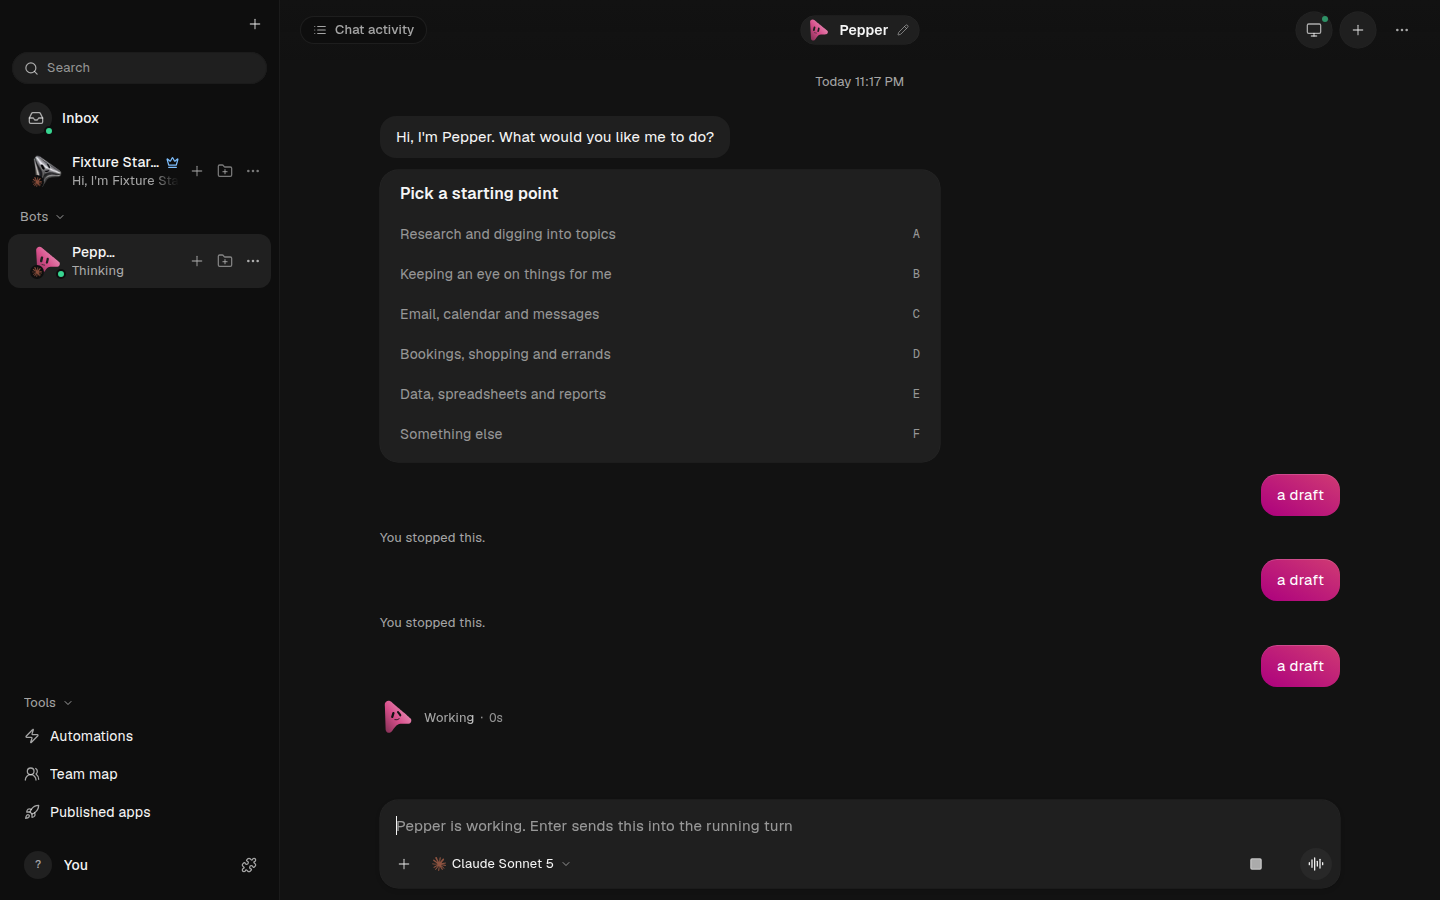 Search
Inbox
Fixture Star...
Hi, I'm Fixture Sta
Bots
Pepp...
Thinking
Tools
Automations
Team map
Published apps
?
You
Chat activity
Pepper
Today 11:17 PM
Hi, I'm Pepper. What would you like me to do?
Pick a starting point
Research and digging into topics A
Keeping an eye on things for me B
Email, calendar and messages C
Bookings, shopping and errands D
Data, spreadsheets and reports E
Something else F
a draft
You stopped this.
a draft
You stopped this.
a draft
Working · 0s
Pepper is working. Enter sends this into the running turn
Claude Sonnet 5